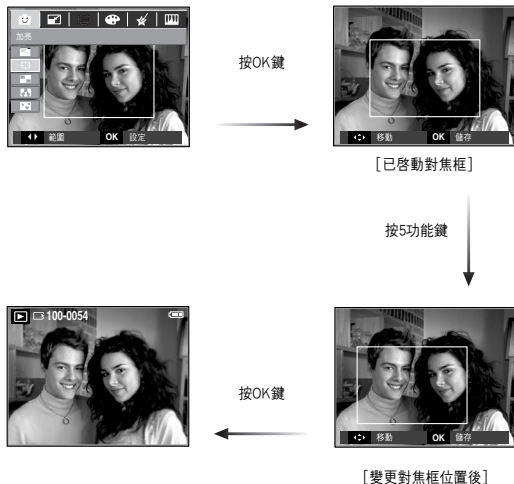 加亮
範圍 OK 設定
按OK鍵
移動 OK 儲存
[已啓動對焦框]
按5功能鍵
移動 OK 儲存
[變更對焦框位置後]
按OK鍵
100-0054